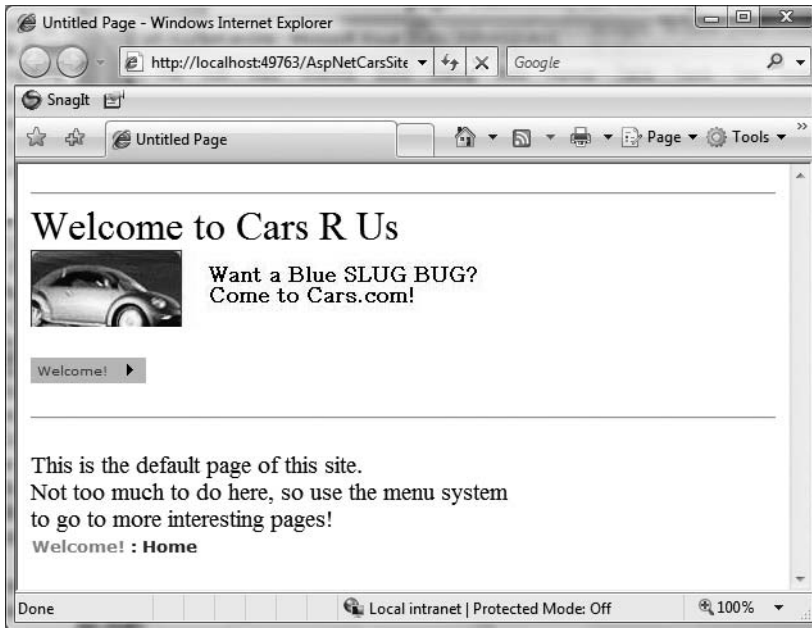 Untitled Page - Windows Internet Explorer
http://localhost:49763/AspNetCarsSite
Google
SnagIt
Untitled Page
Page
Tools
Welcome to Cars R Us
Want a Blue SLUG BUG?
Come to Cars.com!
Welcome!
This is the default page of this site.
Not too much to do here, so use the menu system
to go to more interesting pages!
Welcome! : Home
Done
Local intranet | Protected Mode: Off
100%